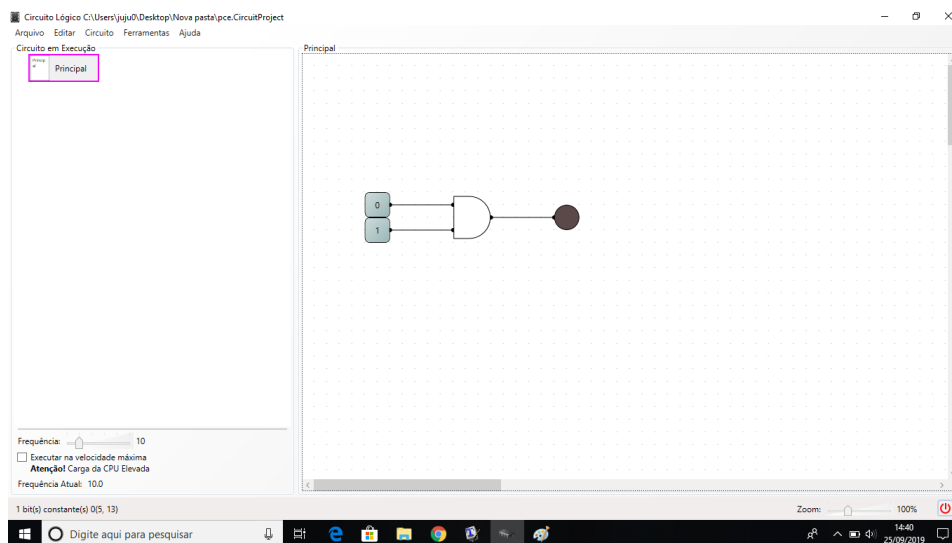 Circuito Lógico C:\Users\juju0\Desktop\Nova pasta\pce.CircuitProject
Arquivo Editar Circuito Ferramentas Ajuda
Circuito em Execução
Principal
Principal
0
1
Frequência: 10
Executar na velocidade máxima
Atenção! Carga da CPU Elevada
Frequência Atual: 10.0
1 bit(s) constante(s) 0(5, 13)
Zoom: 100%
Digite aqui para pesquisar
14:40
25/09/2019